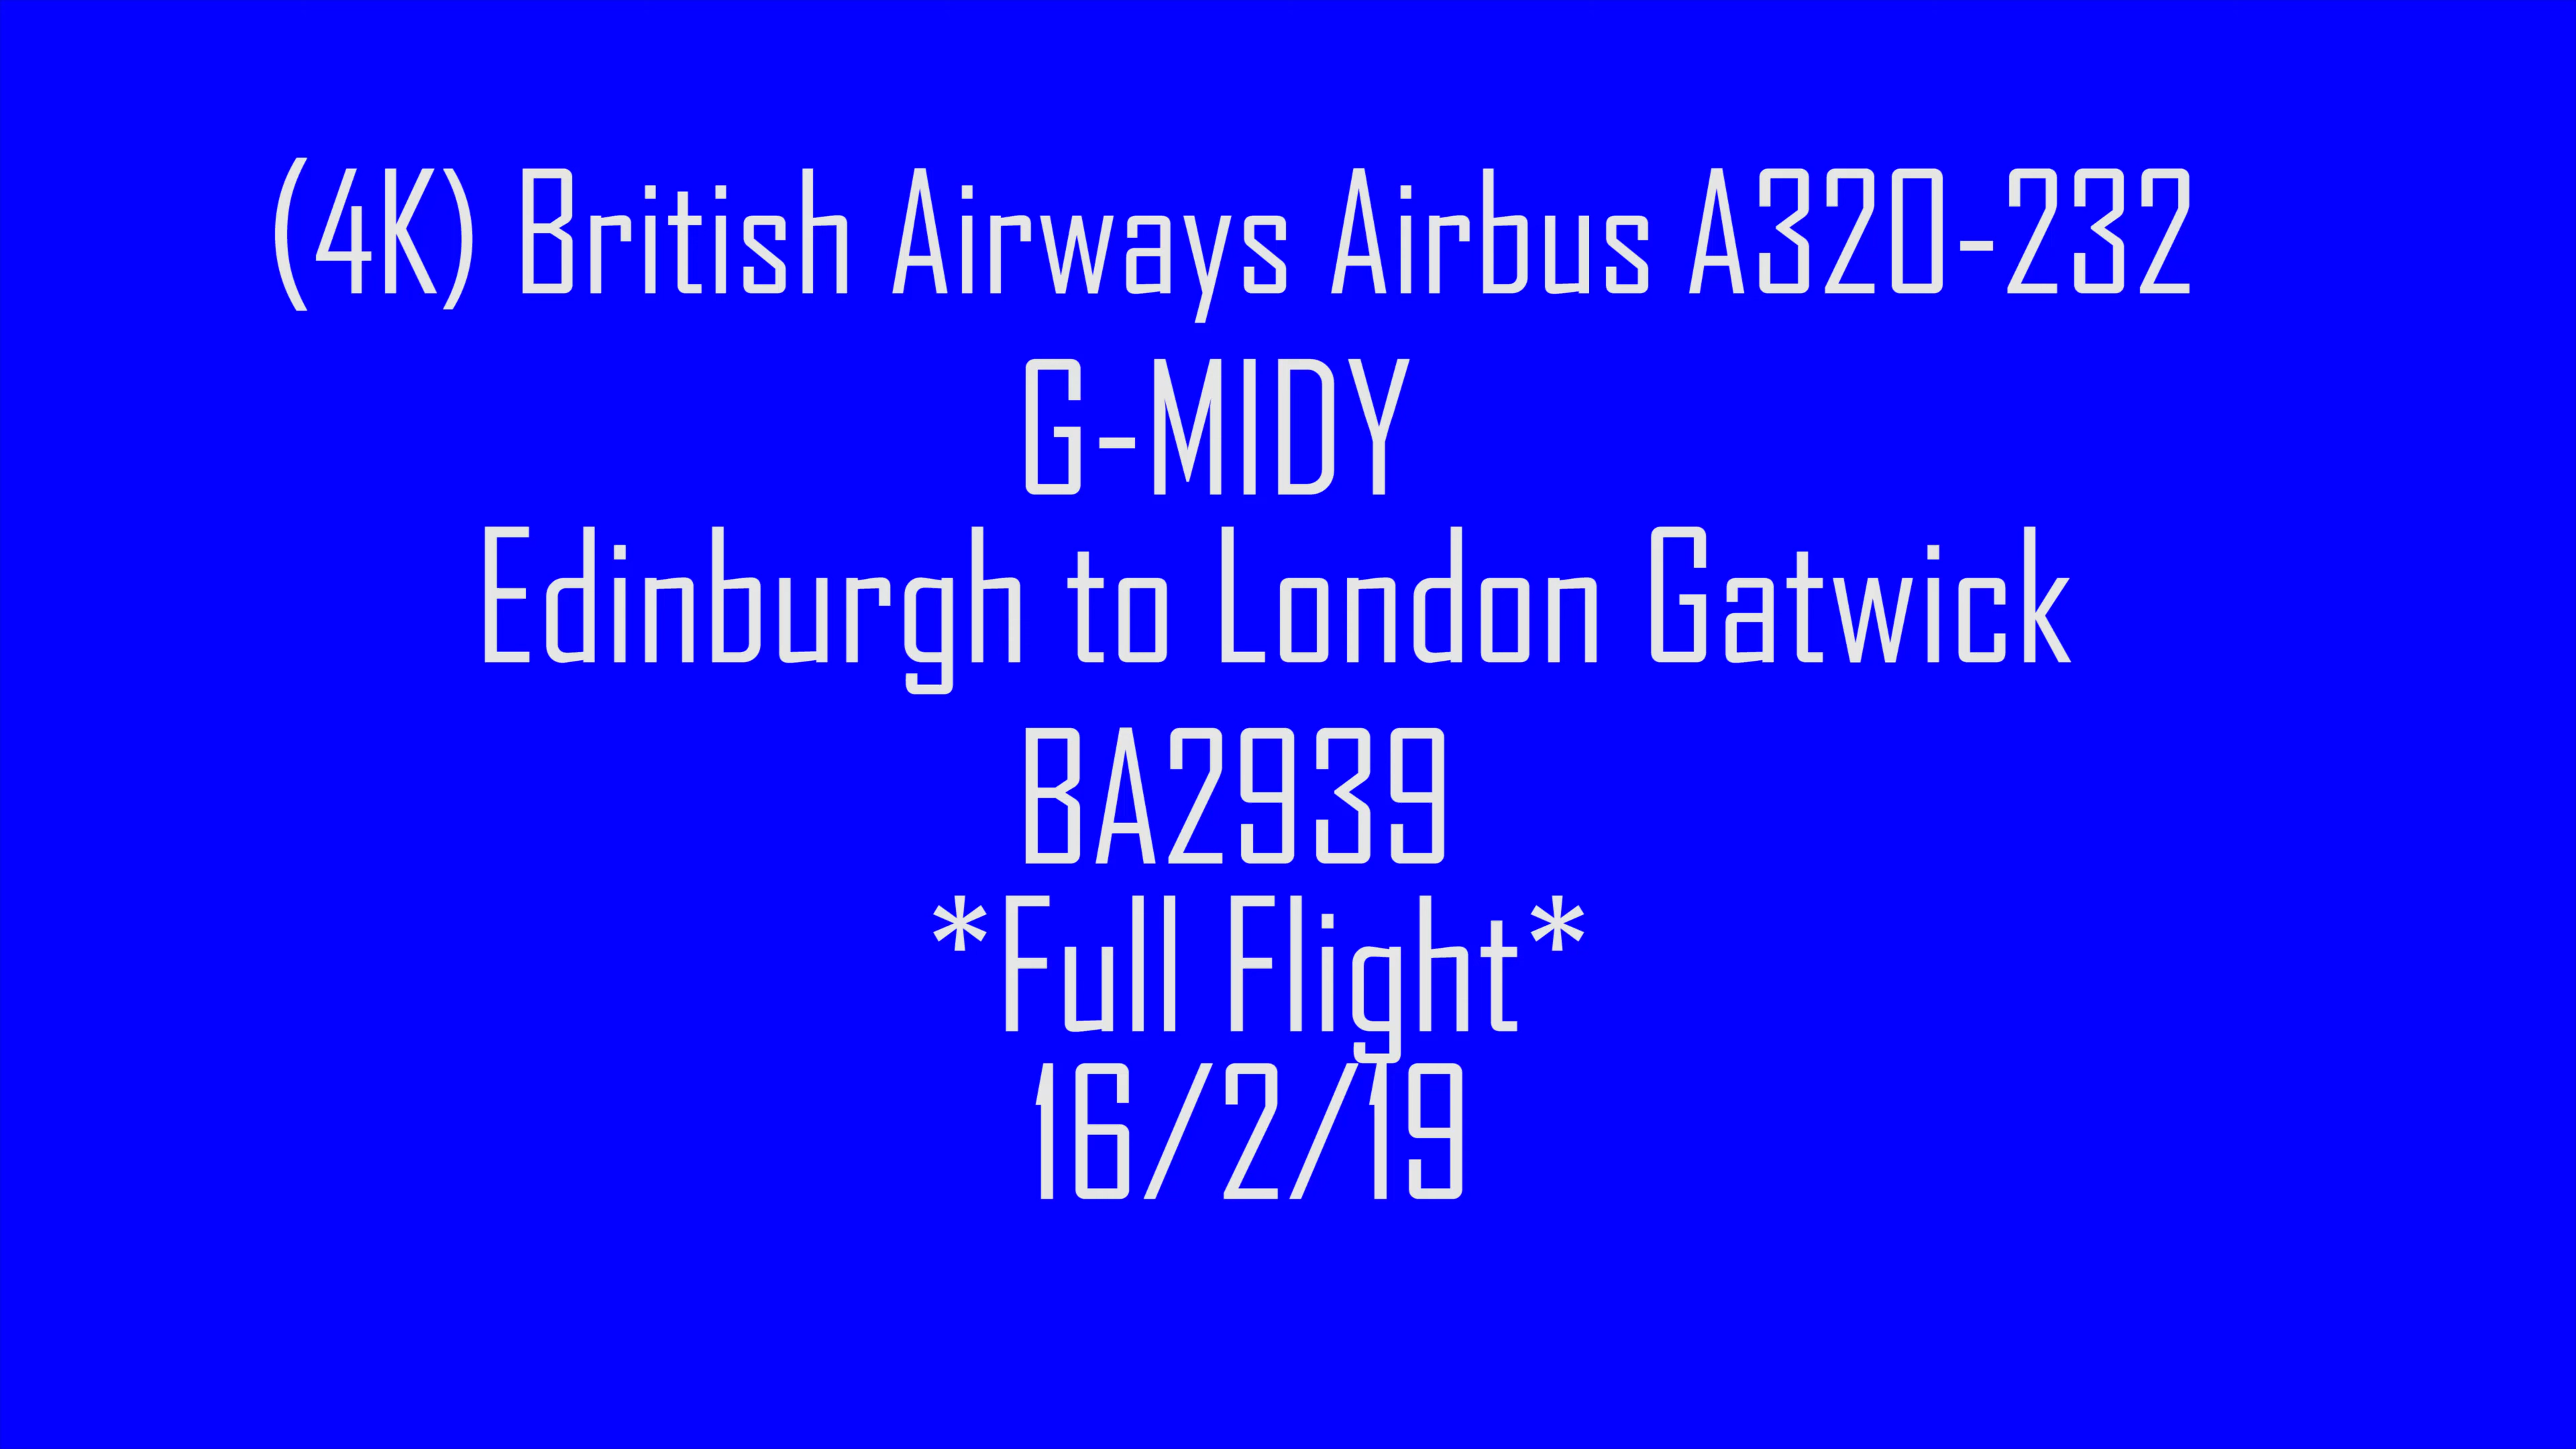 (4K) British Airways Airbus A320-232
G-MIDY
Edinburgh to London Gatwick
BA2939
*Full Flight*
16/2/19